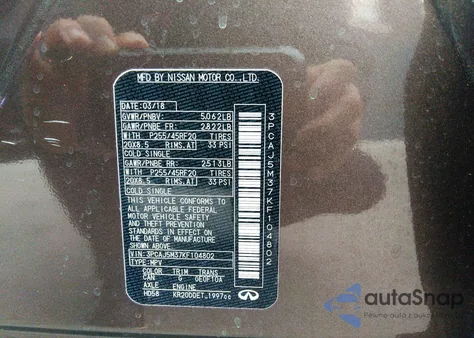 MFD BY NISSAN MOTOR CO.,LTD.
DATE: 03/18
GVWR/PNBV: 5,062LB
GAWR/PNBE FR: 2,822LB
WITH P255/45RF20 TIRES
20X8.5 RIMS,AT 33 PSI
COLD SINGLE
GAWR/PNBE RR: 2,513LB
WITH P255/45RF20 TIRES
20X8.5 RIMS,AT 33 PSI
COLD SINGLE
THIS VEHICLE CONFORMS TO
ALL APPLICABLE FEDERAL
MOTOR VEHICLE SAFETY
AND THEFT PREVENTION
STANDARDS IN EFFECT ON
THE DATE OF MANUFACTURE
SHOWN ABOVE
VIN: 3PCAJ5M37KF104802
TYPE: MPV
COLOR TRIM TRANS
CAN G
AXLE ENGINE
HD58 KR20DDET 1997cc
3PCAJ5M37KF104802
autoSnap